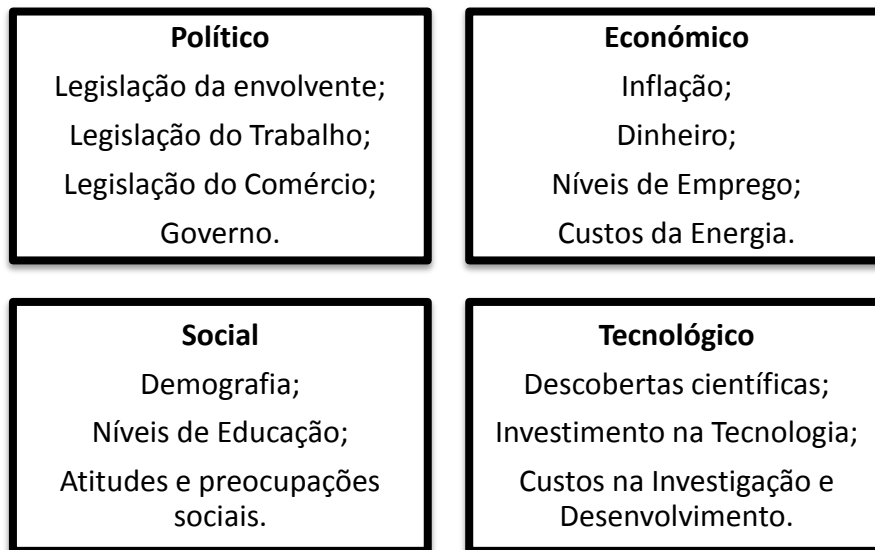 Político
Legislação da envolvente;
Legislação do Trabalho;
Legislação do Comércio;
Governo.
Económico
Inflação;
Dinheiro;
Níveis de Emprego;
Custos da Energia.
Social
Demografia;
Níveis de Educação;
Atitudes e preocupações
sociais.
Tecnológico
Descobertas científicas;
Investimento na Tecnologia;
Custos na Investigação e
Desenvolvimento.